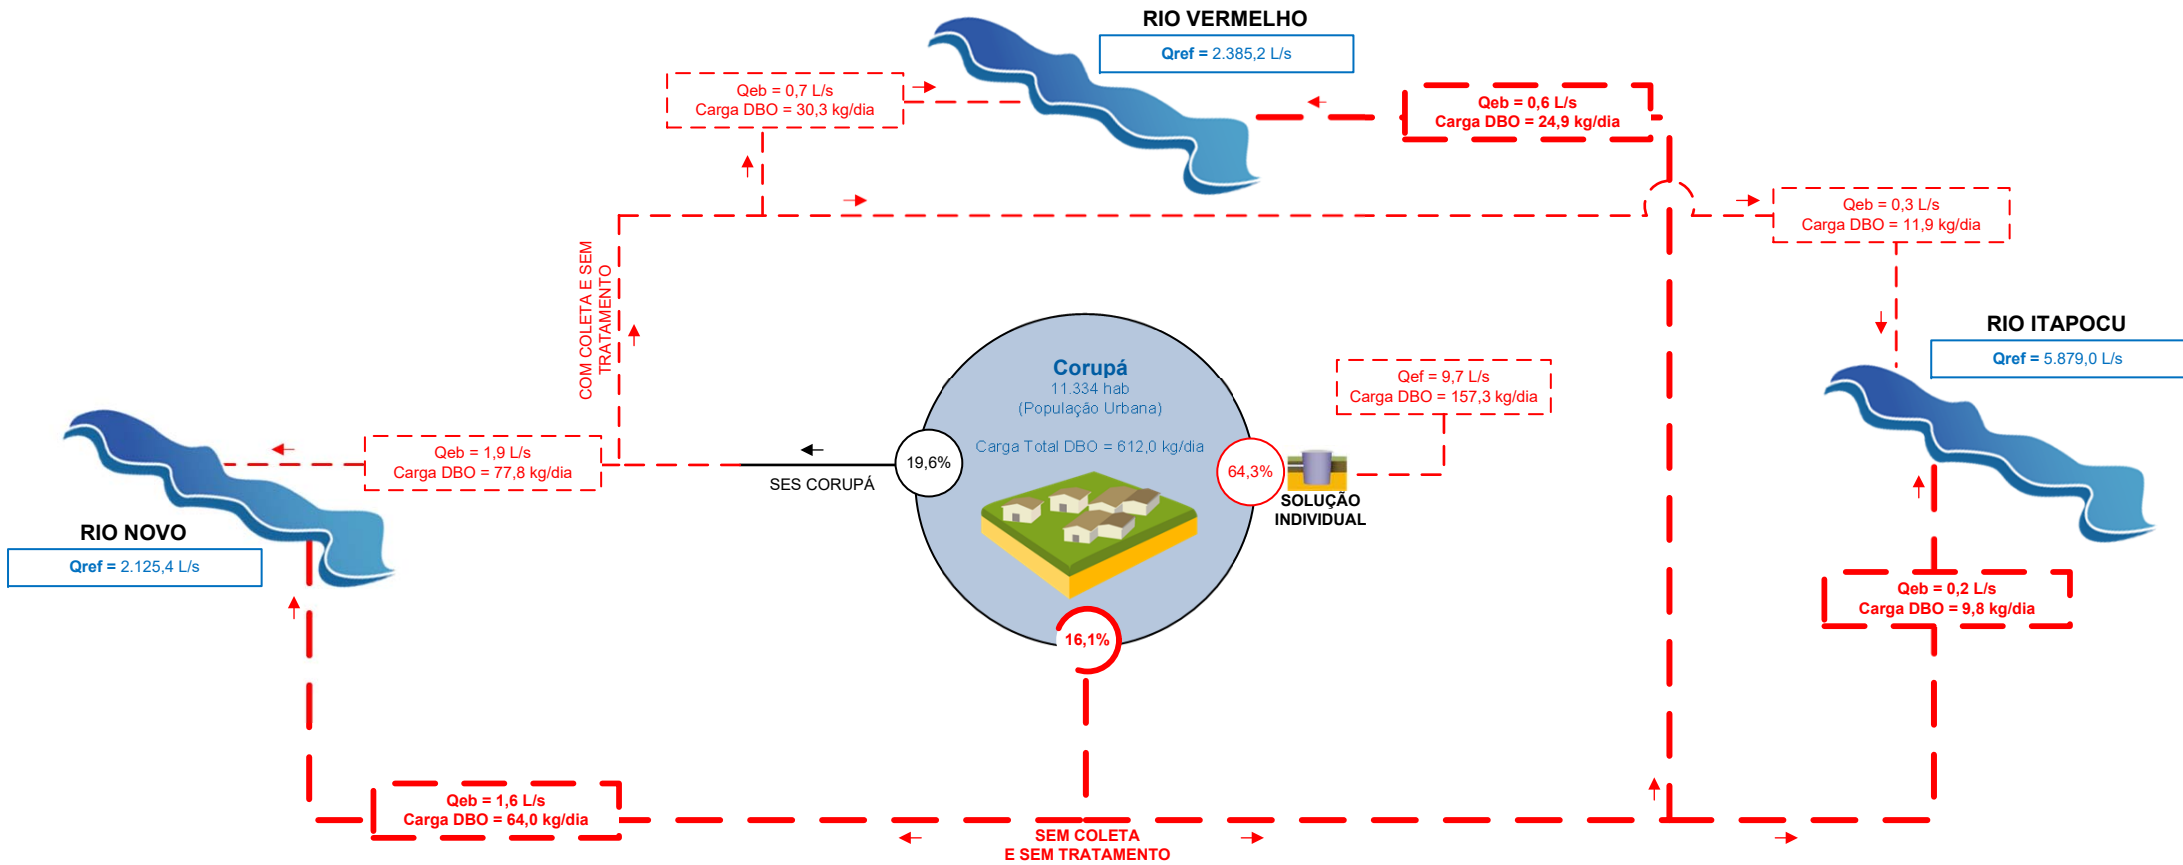 RIO VERMELHO
Qref = 2.385,2 L/s
Qeb = 0,7 L/s
Carga DBO = 30,3 kg/dia
Qeb = 0,6 L/s
Carga DBO = 24,9 kg/dia
Qeb = 0,3 L/s
Carga DBO = 11,9 kg/dia
COM COLETA E SEM
TRATAMENTO
RIO ITAPOCU
Qref = 5.879,0 L/s
Corupá
11.334 hab
(População Urbana)
Carga Total DBO = 612,0 kg/dia
Qef = 9,7 L/s
Carga DBO = 157,3 kg/dia
Qeb = 1,9 L/s
Carga DBO = 77,8 kg/dia
19,6%
SES CORUPÁ
64,3%
SOLUÇÃO
INDIVIDUAL
RIO NOVO
Qref = 2.125,4 L/s
Qeb = 0,2 L/s
Carga DBO = 9,8 kg/dia
16,1%
Qeb = 1,6 L/s
Carga DBO = 64,0 kg/dia
SEM COLETA
E SEM TRATAMENTO